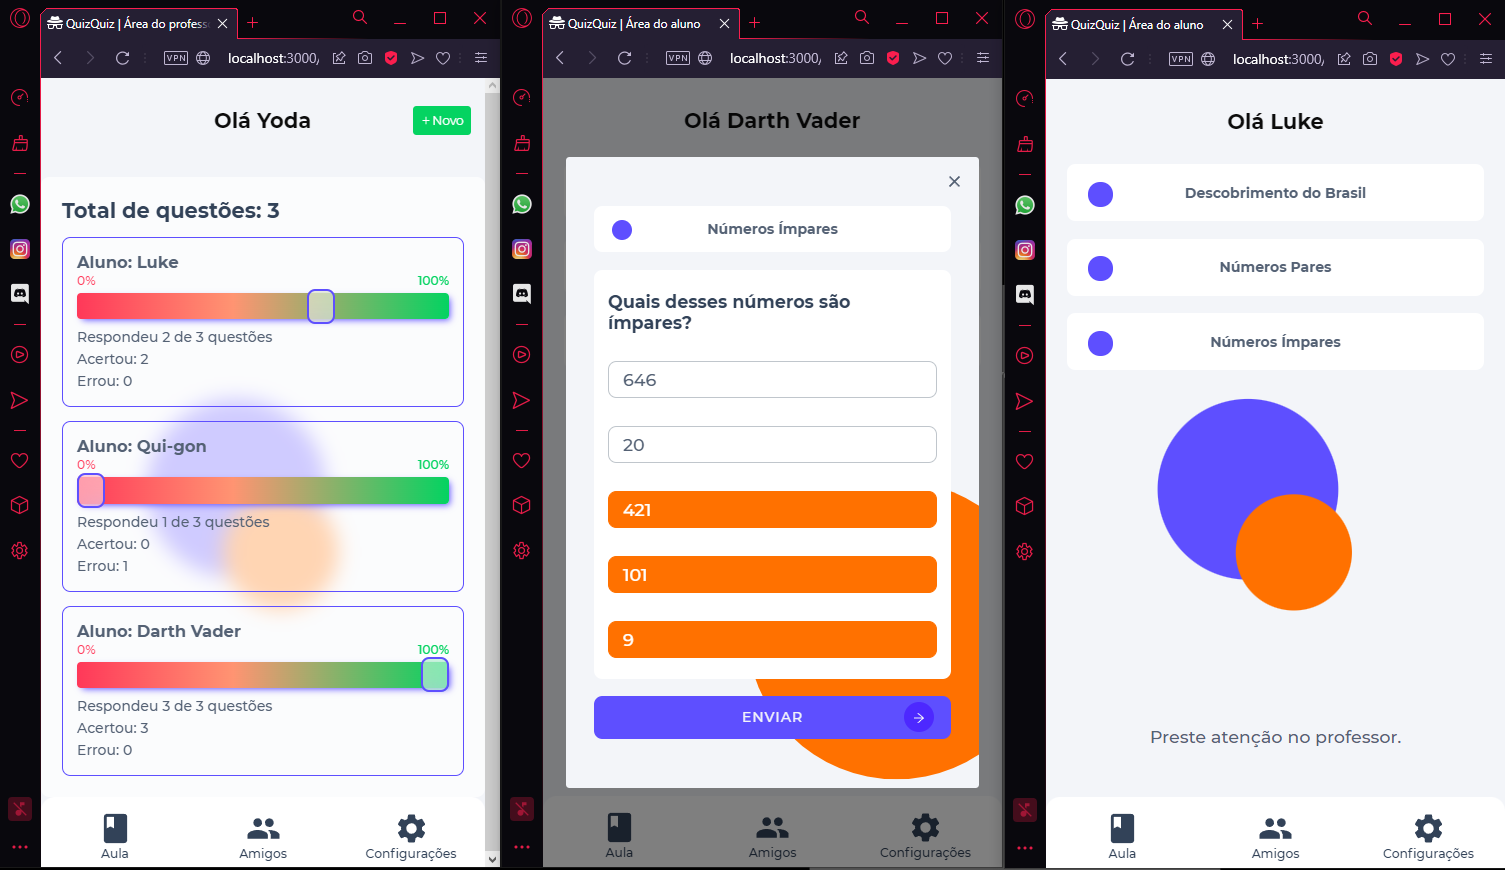 QuizQuiz | Área do profess
VPN
localhost:3000/
Olá Yoda
+ Novo
Total de questões: 3
Aluno: Luke
0%
100%
Respondeu 2 de 3 questões
Acertou: 2
Errou: 0
Aluno: Qui-gon
0%
100%
Respondeu 1 de 3 questões
Acertou: 0
Errou: 1
Aluno: Darth Vader
0%
100%
Respondeu 3 de 3 questões
Acertou: 3
Errou: 0
Aula
Amigos
Configurações
QuizQuiz | Área do aluno
VPN
localhost:3000/
Olá Darth Vader
Números Ímpares
Quais desses números são
ímpares?
646
20
421
101
9
ENVIAR
Aula
Amigos
Configurações
QuizQuiz | Área do aluno
VPN
localhost:3000/
Olá Luke
Descobrimento do Brasil
Números Pares
Números Ímpares
Preste atenção no professor.
Aula
Amigos
Configurações